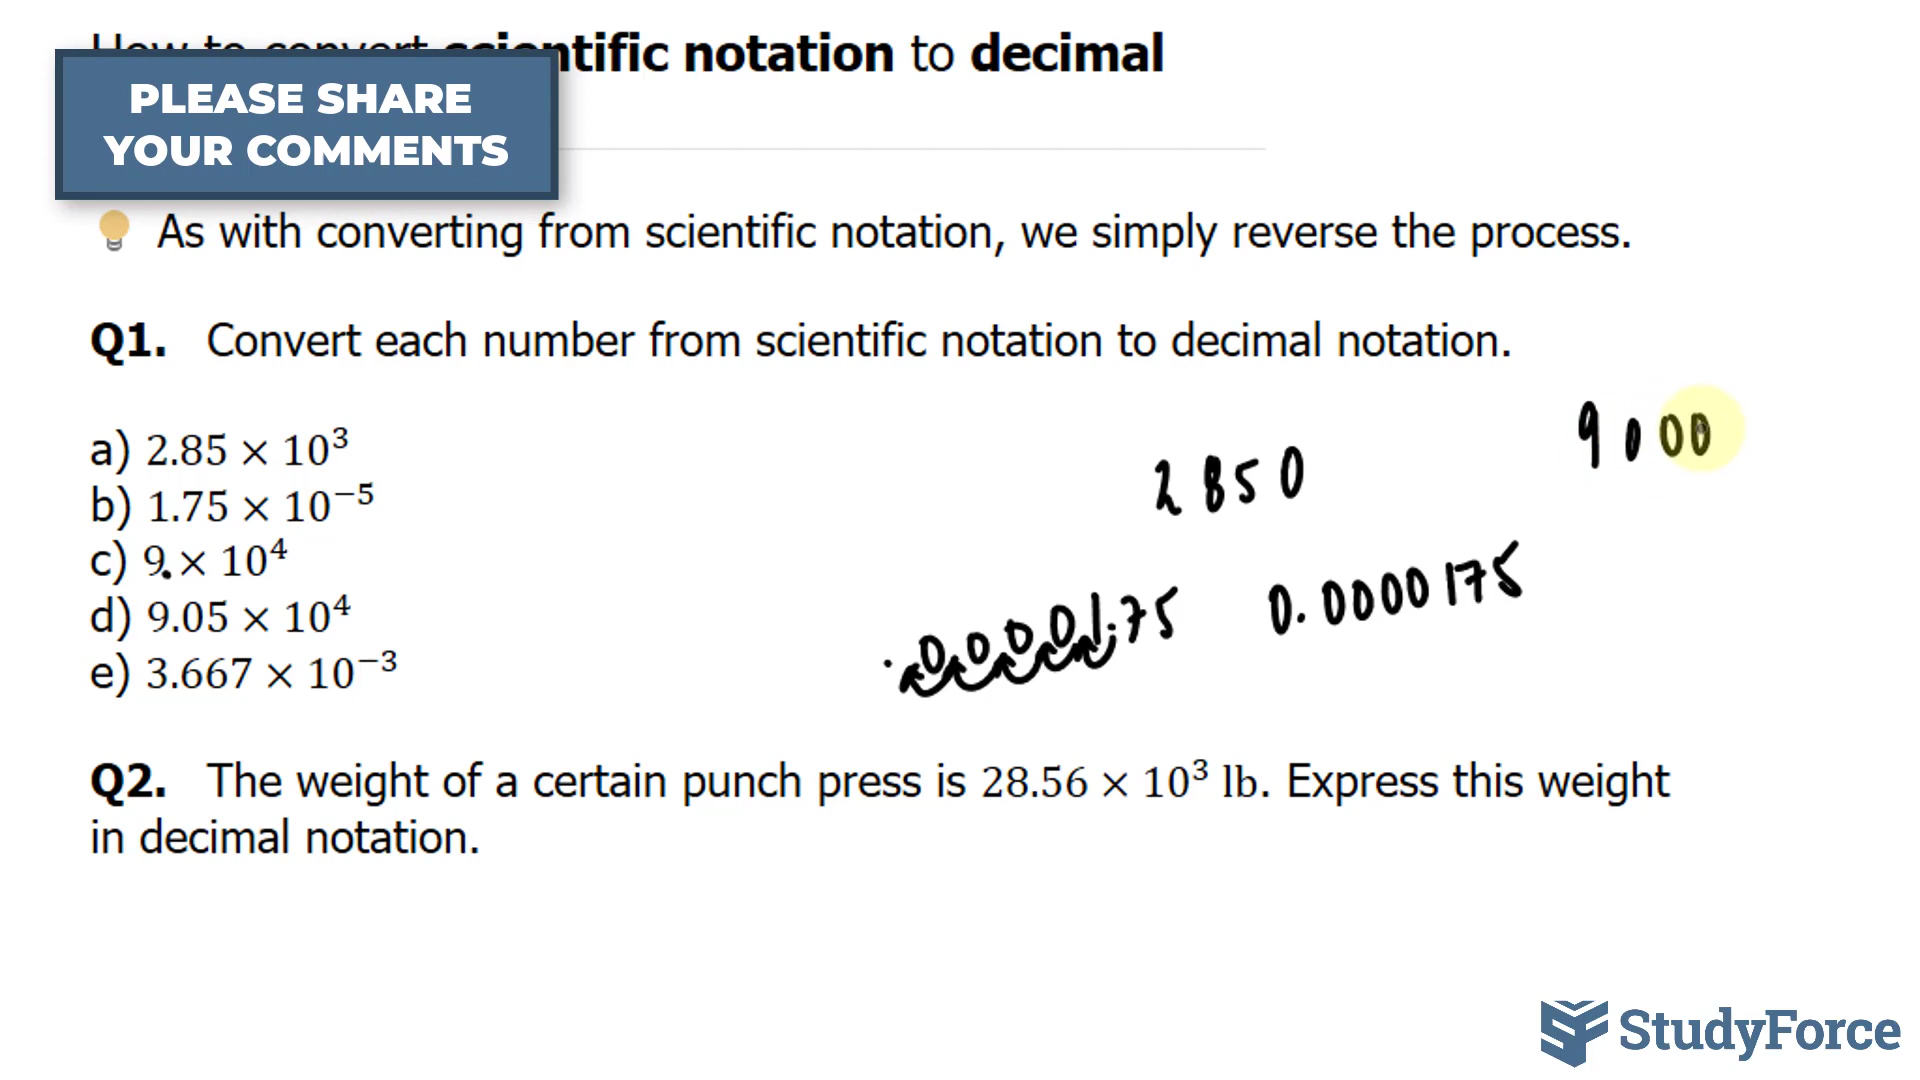 How to convert scientific notation to decimal
PLEASE SHARE
YOUR COMMENTS
As with converting from scientific notation, we simply reverse the process.
Q1. Convert each number from scientific notation to decimal notation.
a) 2.85 × 10³
b) 1.75 × 10⁻⁵
c) 9. × 10⁴
d) 9.05 × 10⁴
e) 3.667 × 10⁻³
2850
9000
.00001.75
0.0000175
Q2. The weight of a certain punch press is 28.56 × 10³ lb. Express this weight
in decimal notation.
StudyForce